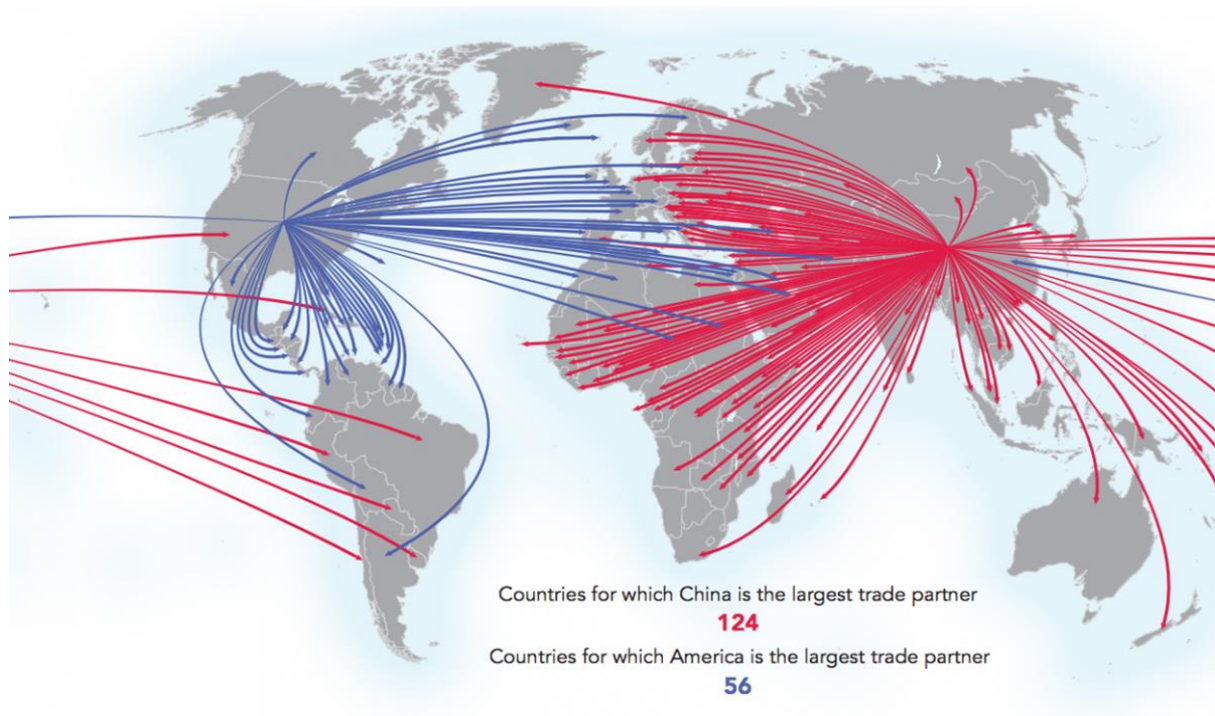 Countries for which China is the largest trade partner
124
Countries for which America is the largest trade partner
56